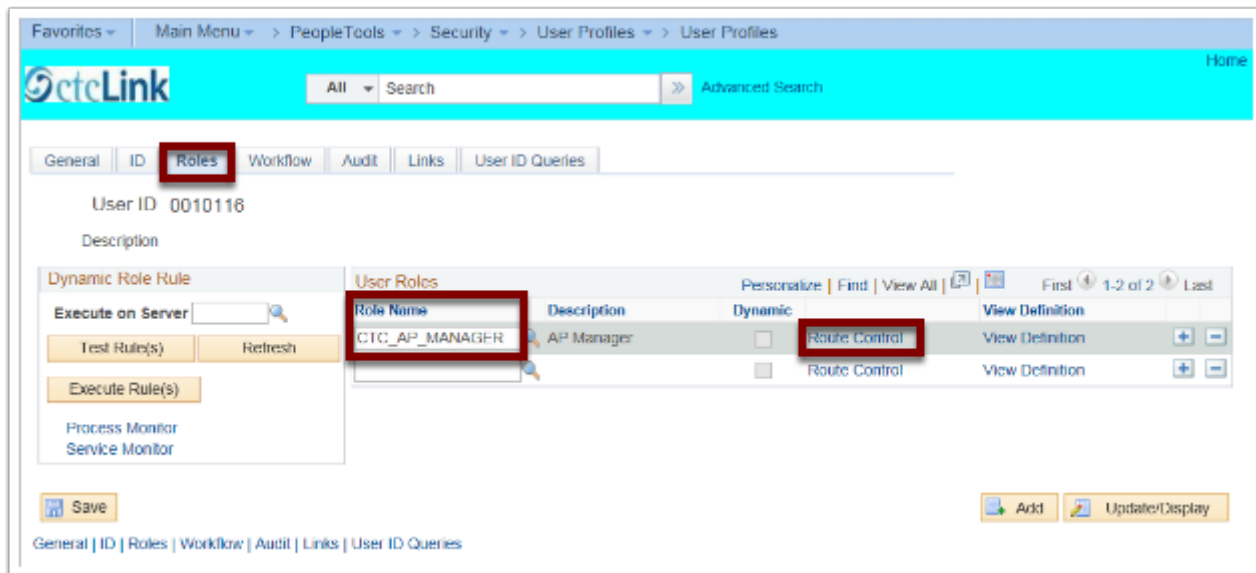 Favorites Main Menu > PeopleTools > Security > User Profiles > User Profiles
Home
ctcLink All Search » Advanced Search
General ID Roles Workflow Audit Links User ID Queries
User ID 0010116
Description
Dynamic Role Rule
Execute on Server
Test Rule(s) Refresh
Execute Rule(s)
Process Monitor
Service Monitor
User Roles Personalize | Find | View All | | First 1-2 of 2 Last
Role Name Description Dynamic View Definition
CTC_AP_MANAGER AP Manager Route Control View Definition + -
Route Control View Definition + -
Save Add Update/Display
General | ID | Roles | Workflow | Audit | Links | User ID Queries